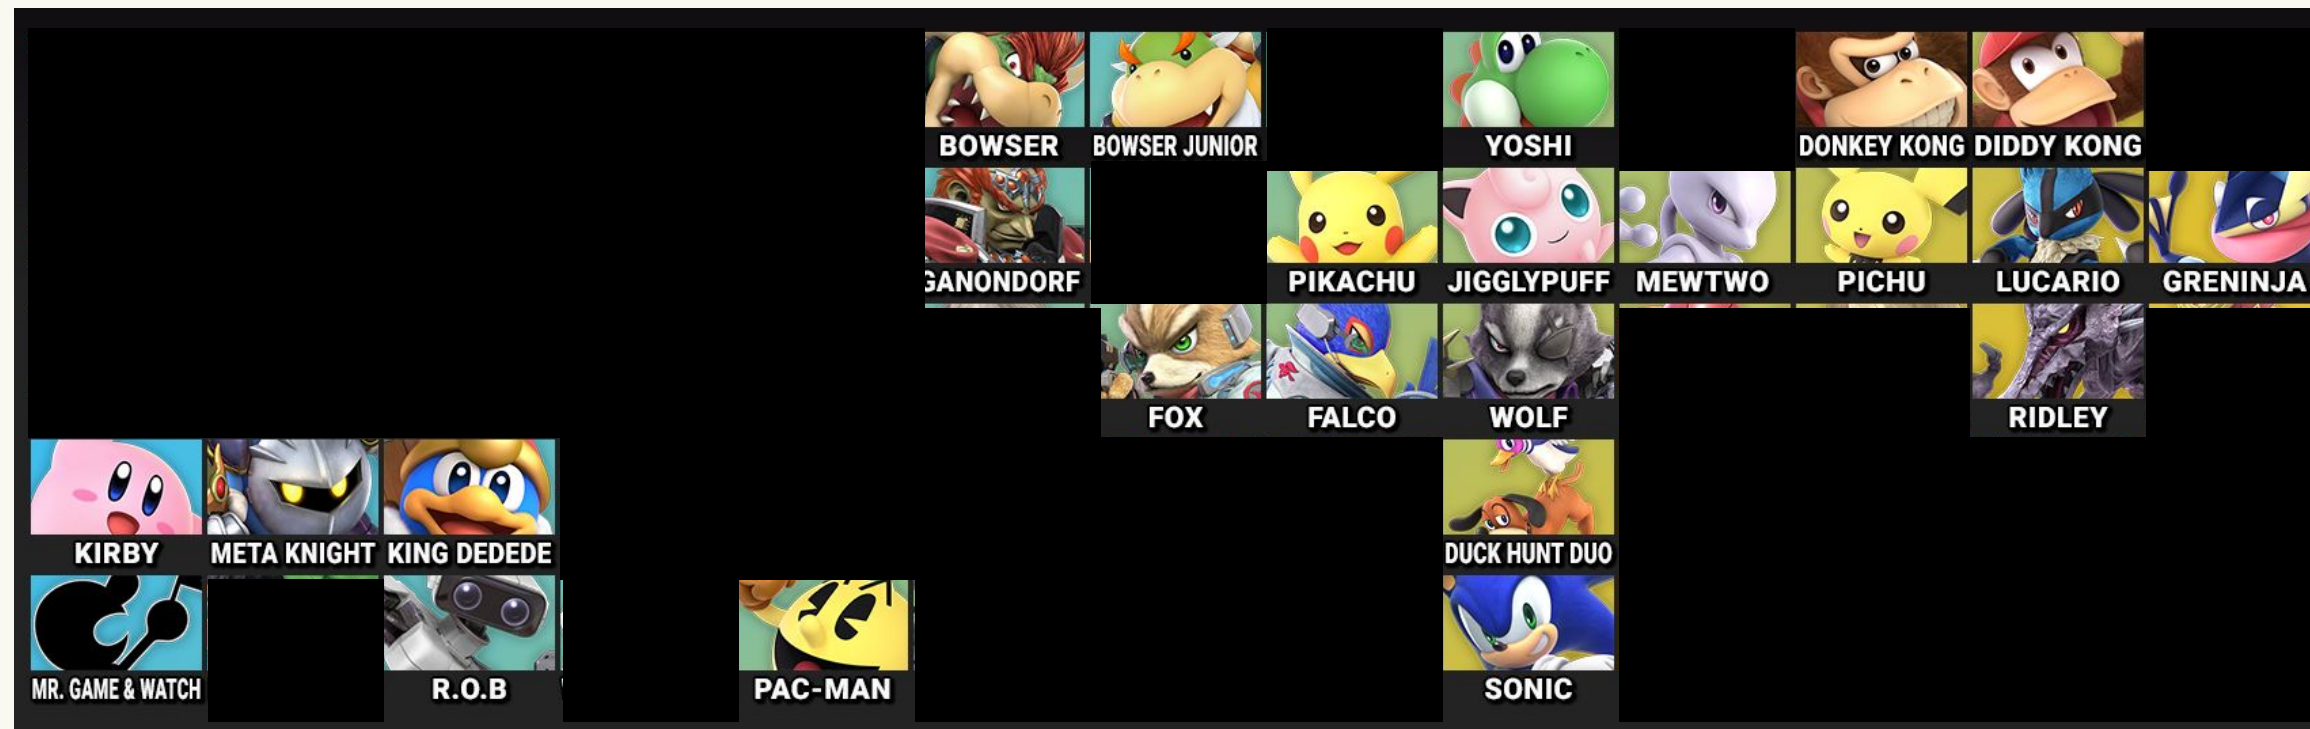 BOWSER BOWSER JUNIOR YOSHI DONKEY KONG DIDDY KONG
GANONDORF PIKACHU JIGGLYPUFF MEWTWO PICHU LUCARIO GRENINJA
FOX FALCO WOLF RIDLEY
KIRBY META KNIGHT KING DEDEDE DUCK HUNT DUO
MR. GAME & WATCH R.O.B PAC-MAN SONIC